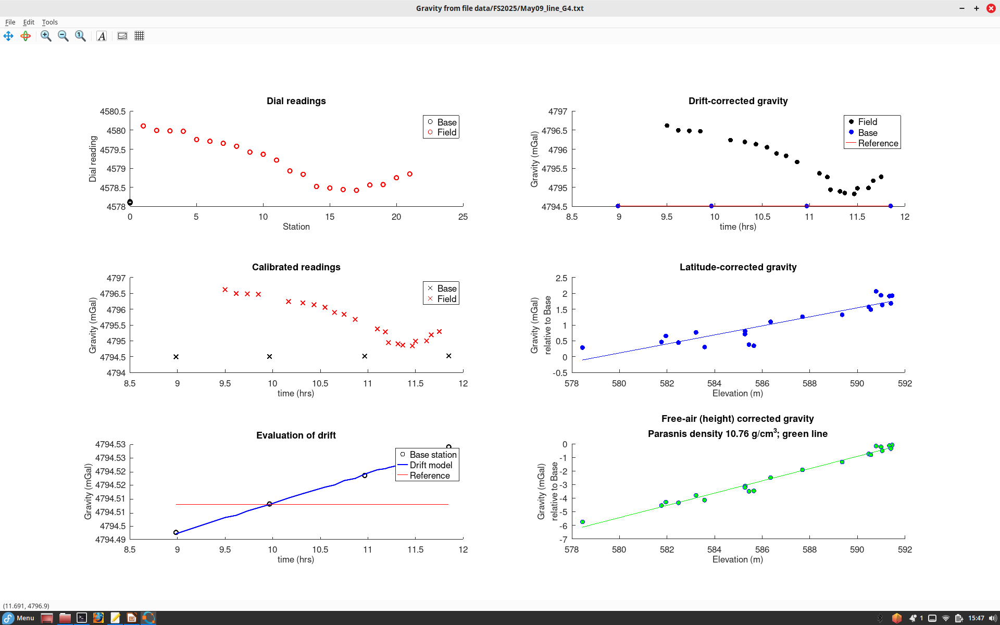 Gravity from file data/FS2025/May09_line_G4.txt
File Edit Tools
Dial readings
4580.5
4580
4579.5
4579
4578.5
4578
0 5 10 15 20 25
Dial reading
Station
Base
Field
Drift-corrected gravity
4797
4796.5
4796
4795.5
4795
4794.5
8.5 9 9.5 10 10.5 11 11.5 12
Gravity (mGal)
time (hrs)
Field
Base
Reference
Calibrated readings
4797
4796.5
4796
4795.5
4795
4794.5
4794
8.5 9 9.5 10 10.5 11 11.5 12
Gravity (mGal)
time (hrs)
Base
Field
Latitude-corrected gravity
2.5
2
1.5
1
0.5
0
-0.5
578 580 582 584 586 588 590 592
Gravity (mGal)
relative to Base
Elevation (m)
Evaluation of drift
4794.53
4794.53
4794.52
4794.52
4794.51
4794.51
4794.5
4794.49
8.5 9 9.5 10 10.5 11 11.5 12
Gravity (mGal)
time (hrs)
Base station
Drift model
Reference
Free-air (height) corrected gravity
Parasnis density 10.76 g/cm³; green line
0
-1
-2
-3
-4
-5
-6
-7
578 580 582 584 586 588 590 592
Gravity (mGal)
relative to Base
Elevation (m)
(11.691, 4796.9)
Menu 1 15:47